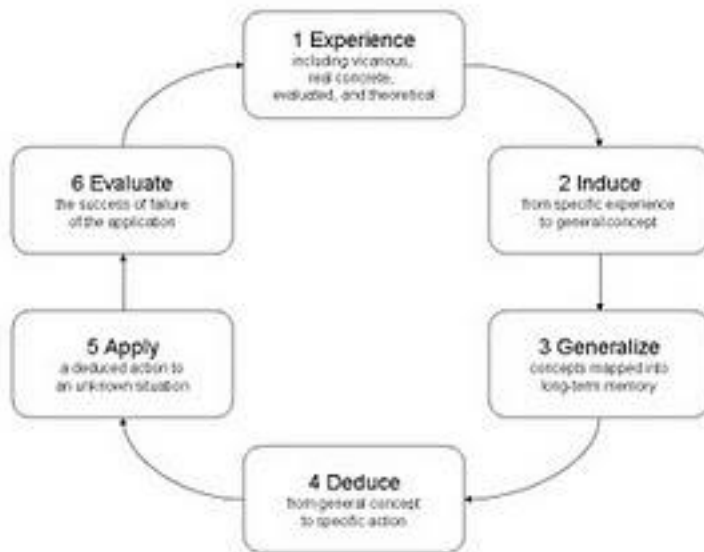 1 Experience
including vicarious,
real concrete,
evaluated, and theoretical
2 Induce
from specific experience
to general concept
3 Generalize
concepts mapped into
long-term memory
4 Deduce
from general concept
to specific action
5 Apply
a deduced action to
an unknown situation
6 Evaluate
the success of failure
of the application